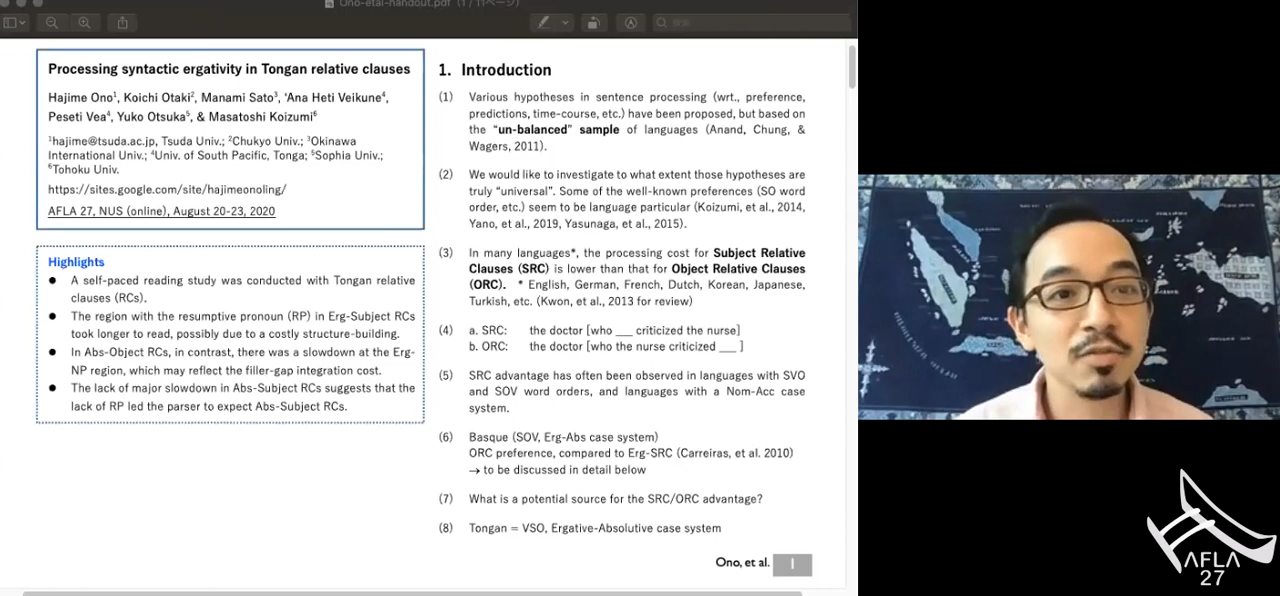 Ono-etal-handout.pdf (1 / 11ページ)
Processing syntactic ergativity in Tongan relative clauses
Hajime Ono¹, Koichi Otaki², Manami Sato³, 'Ana Heti Veikune⁴,
Peseti Vea⁴, Yuko Otsuka⁵, & Masatoshi Koizumi⁶
¹hajime@tsuda.ac.jp, Tsuda Univ.; ²Chukyo Univ.; ³Okinawa
International Univ.; ⁴Univ. of South Pacific, Tonga; ⁵Sophia Univ.;
⁶Tohoku Univ.
https://sites.google.com/site/hajimeonoling/
AFLA 27, NUS (online), August 20-23, 2020
Highlights
● A self-paced reading study was conducted with Tongan relative
clauses (RCs).
● The region with the resumptive pronoun (RP) in Erg-Subject RCs
took longer to read, possibly due to a costly structure-building.
● In Abs-Object RCs, in contrast, there was a slowdown at the Erg-
NP region, which may reflect the filler-gap integration cost.
● The lack of major slowdown in Abs-Subject RCs suggests that the
lack of RP led the parser to expect Abs-Subject RCs.
1. Introduction
(1) Various hypotheses in sentence processing (wrt., preference,
predictions, time-course, etc.) have been proposed, but based on
the "un-balanced" sample of languages (Anand, Chung, &
Wagers, 2011).
(2) We would like to investigate to what extent those hypotheses are
truly "universal". Some of the well-known preferences (SO word
order, etc.) seem to be language particular (Koizumi, et al., 2014,
Yano, et al., 2019, Yasunaga, et al., 2015).
(3) In many languages*, the processing cost for Subject Relative
Clauses (SRC) is lower than that for Object Relative Clauses
(ORC). * English, German, French, Dutch, Korean, Japanese,
Turkish, etc. (Kwon, et al., 2013 for review)
(4) a. SRC: the doctor [who ___ criticized the nurse]
b. ORC: the doctor [who the nurse criticized ___ ]
(5) SRC advantage has often been observed in languages with SVO
and SOV word orders, and languages with a Nom-Acc case
system.
(6) Basque (SOV, Erg-Abs case system)
ORC preference, compared to Erg-SRC (Carreiras, et al. 2010)
→ to be discussed in detail below
(7) What is a potential source for the SRC/ORC advantage?
(8) Tongan = VSO, Ergative-Absolutive case system
Ono, et al. 1
AFLA
27